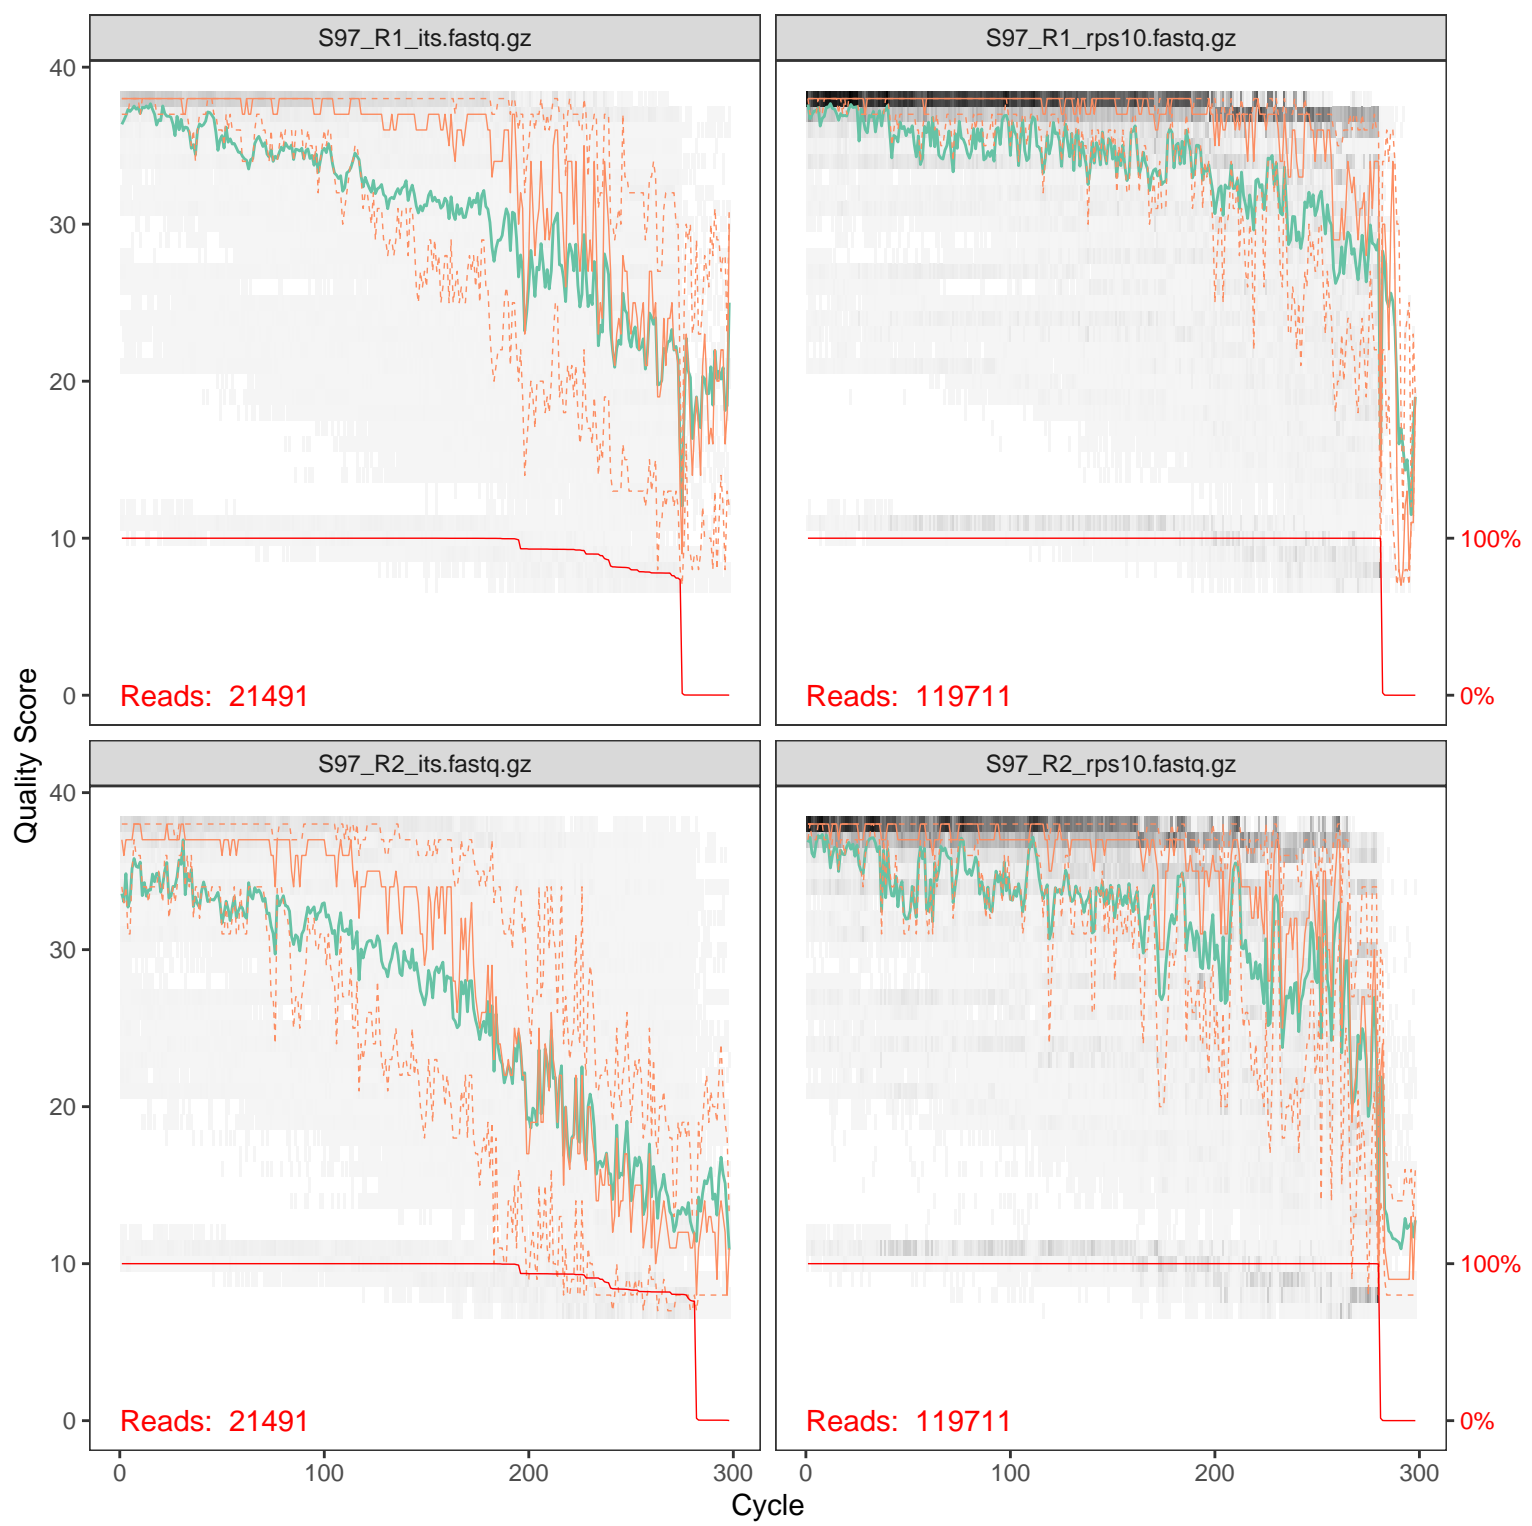 S97_R1_its.fastq.gz
S97_R1_rps10.fastq.gz
40
30
20
10
0
100%
0%
Reads: 21491
Reads: 119711
Quality Score
S97_R2_its.fastq.gz
S97_R2_rps10.fastq.gz
40
30
20
10
0
100%
0%
Reads: 21491
Reads: 119711
0
100
200
300
0
100
200
300
Cycle